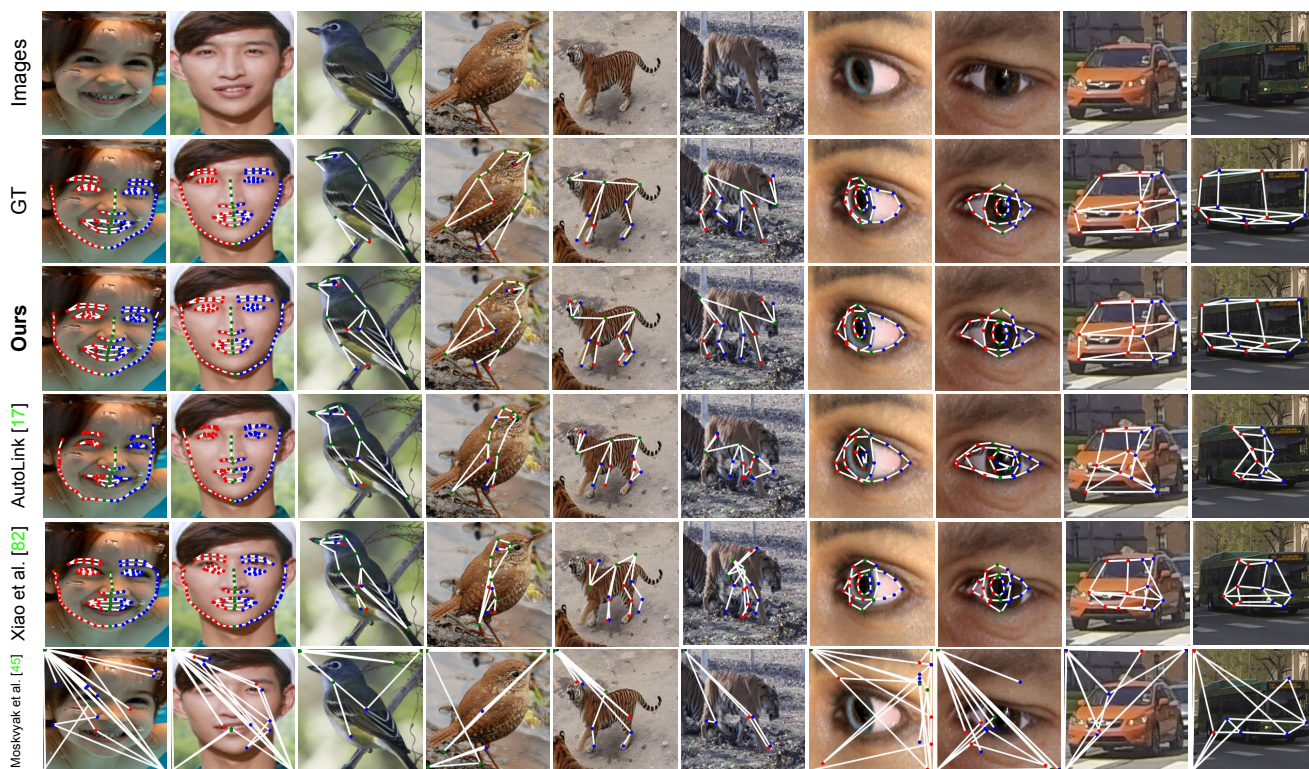 Images
GT
Ours
AutoLink [17]
Xiao et al. [82]
Moskvyak et al. [45]